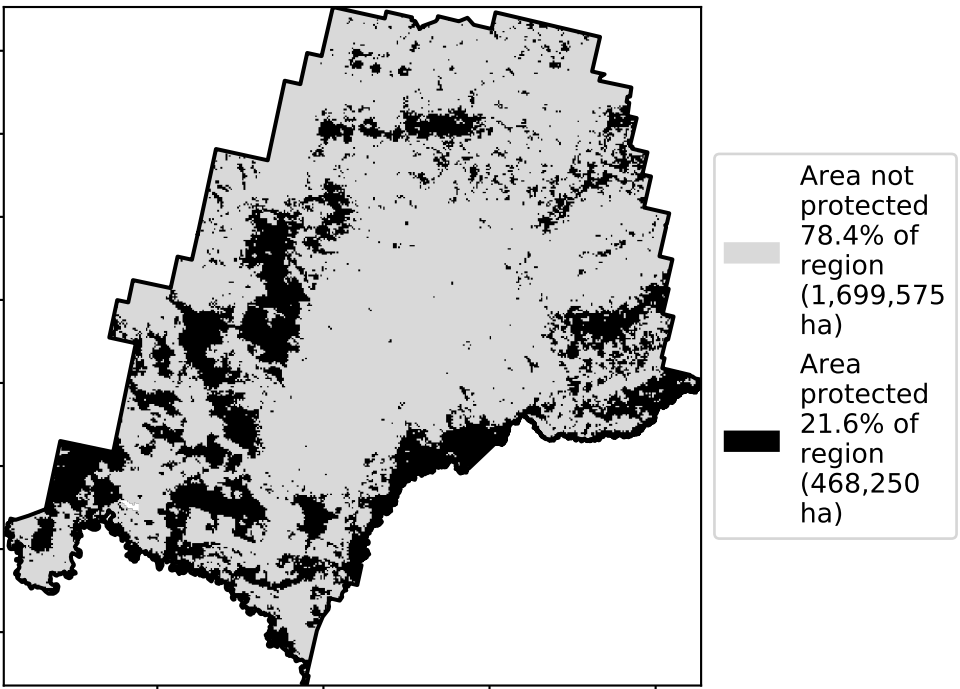 Area not
protected
78.4% of
region
(1,699,575
ha)
Area
protected
21.6% of
region
(468,250
ha)